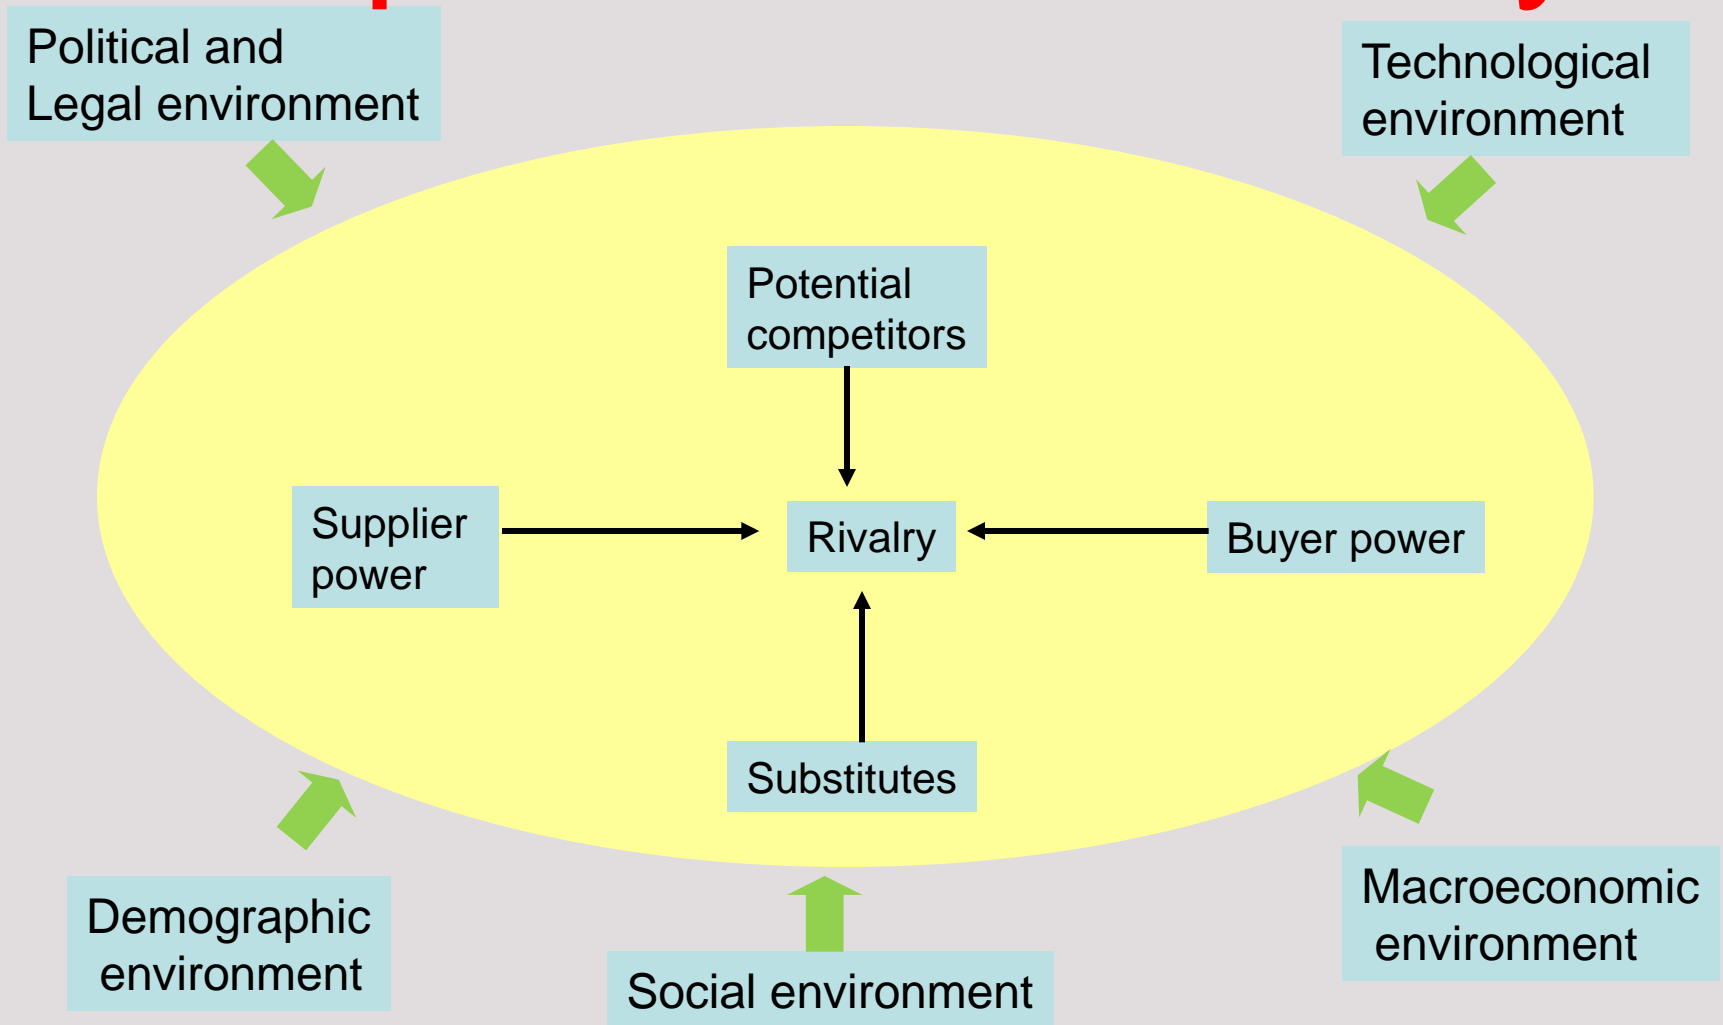 Political and
Legal environment
Technological
environment
Potential
competitors
Supplier
power
Rivalry
Buyer power
Substitutes
Demographic
environment
Social environment
Macroeconomic
environment